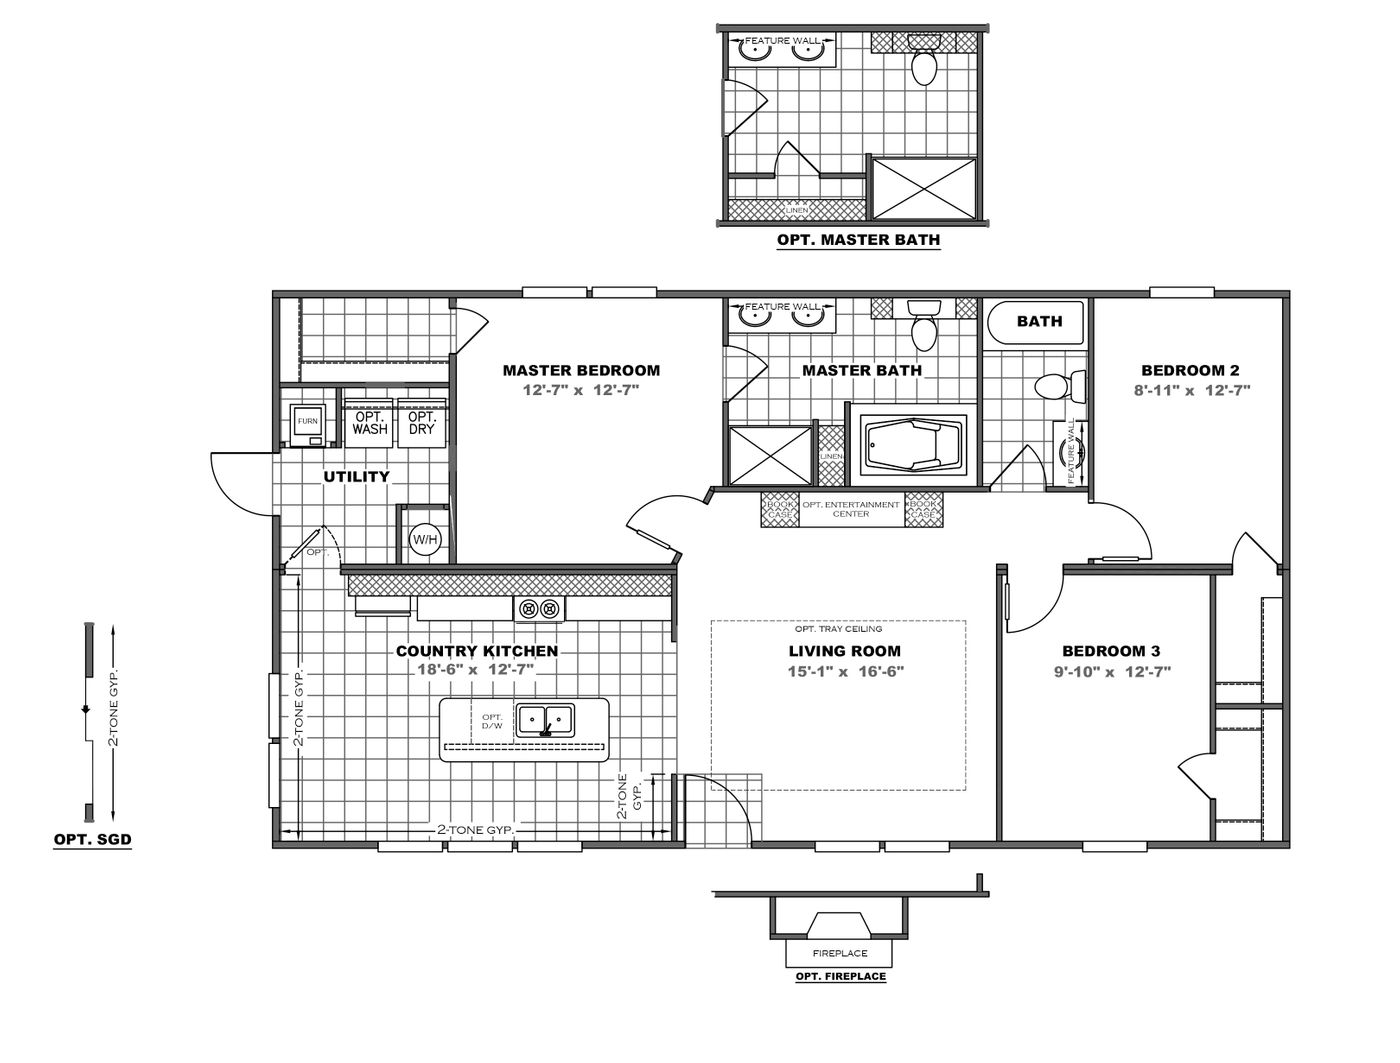 FEATURE WALL
LINEN
OPT. MASTER BATH
FEATURE WALL
BATH
MASTER BEDROOM
12'-7" x 12'-7"
MASTER BATH
BEDROOM 2
8'-11" x 12'-7"
FURN
OPT.
WASH
OPT.
DRY
LINEN
FEATURE WALL
UTILITY
BOOK
CASE
OPT. ENTERTAINMENT
CENTER
BOOK
CASE
W/H
OPT.
OPT. TRAY CEILING
COUNTRY KITCHEN
18'-6" x 12'-7"
LIVING ROOM
15'-1" x 16'-6"
BEDROOM 3
9'-10" x 12'-7"
2-TONE GYP.
2-TONE GYP.
OPT.
D/W
2-TONE
GYP.
2-TONE GYP.
OPT. SGD
FIREPLACE
OPT. FIREPLACE